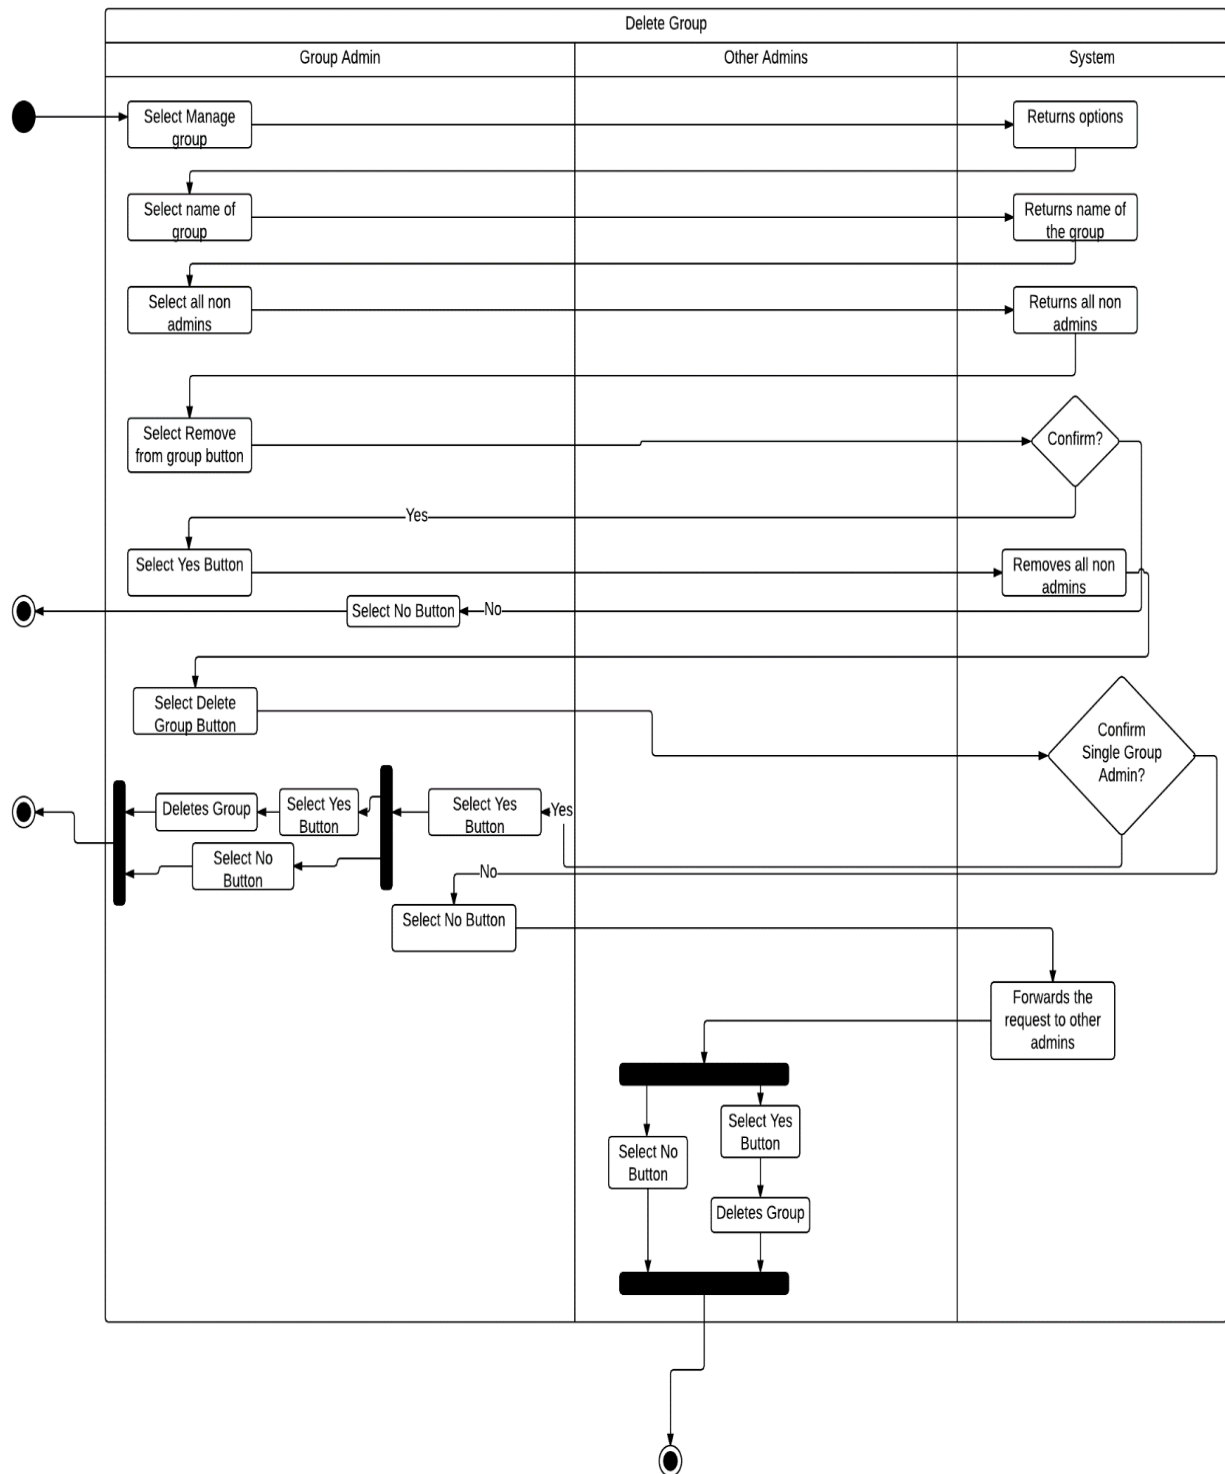 Delete Group
Group Admin
Other Admins
System
Select Manage
group
Returns options
Select name of
group
Returns name of
the group
Select all non
admins
Returns all non
admins
Select Remove
from group button
Confirm?
Yes
Select Yes Button
Removes all non
admins
Select No Button
No
Select Delete
Group Button
Confirm
Single Group
Admin?
Deletes Group
Select Yes
Button
Select Yes
Button
Yes
Select No
Button
No
Select No Button
Forwards the
request to other
admins
Select Yes
Button
Select No
Button
Deletes Group